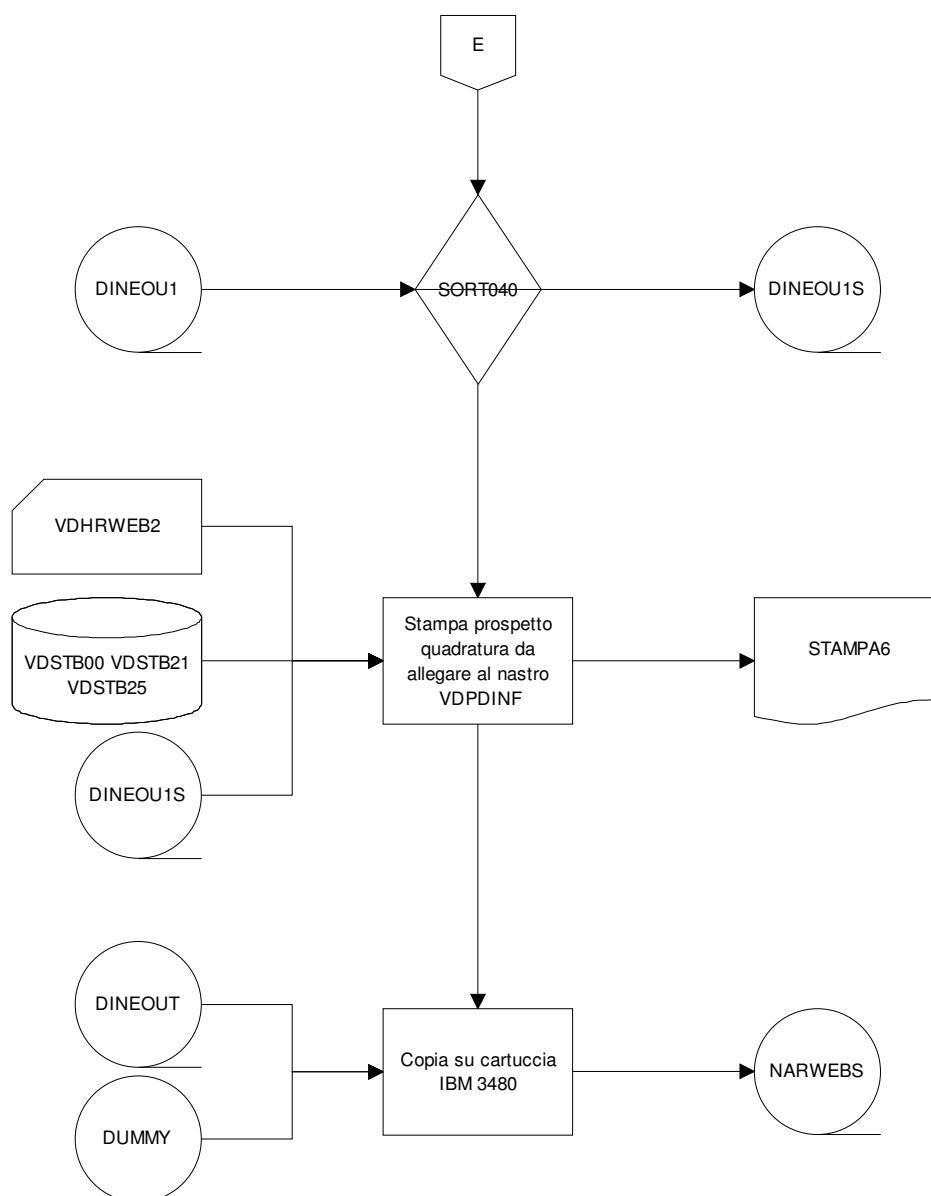 E
DINEOU1
SORT040
DINEOU1S
VDHRWEB2
VDSTB00 VDSTB21
VDSTB25
DINEOU1S
Stampa prospetto
quadratura da
allegare al nastro
VDPDINF
STAMPA6
DINEOUT
DUMMY
Copia su cartuccia
IBM 3480
NARWEBS